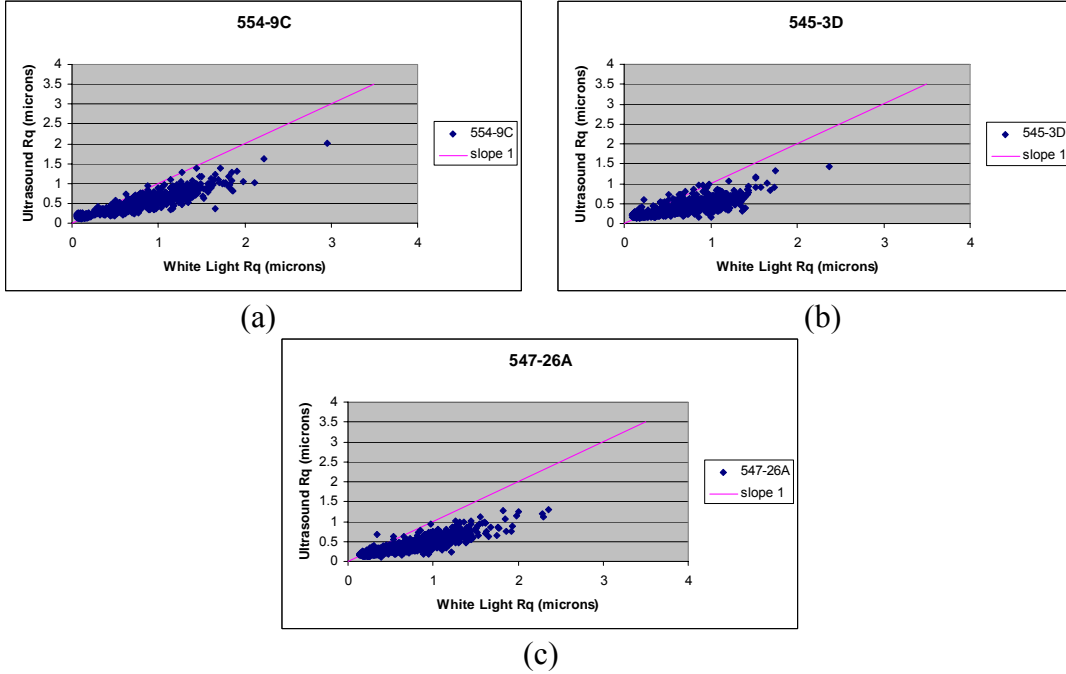 554-9C
4
3.5
3
2.5
2
1.5
1
0.5
0
0 1 2 3 4
Ultrasound Rq (microns)
White Light Rq (microns)
554-9C
slope 1
(a)
545-3D
4
3.5
3
2.5
2
1.5
1
0.5
0
0 1 2 3 4
Ultrasound Rq (microns)
White Light Rq (microns)
545-3D
slope 1
(b)
547-26A
4
3.5
3
2.5
2
1.5
1
0.5
0
0 1 2 3 4
Ultrasound Rq (microns)
White Light Rq (microns)
547-26A
slope 1
(c)